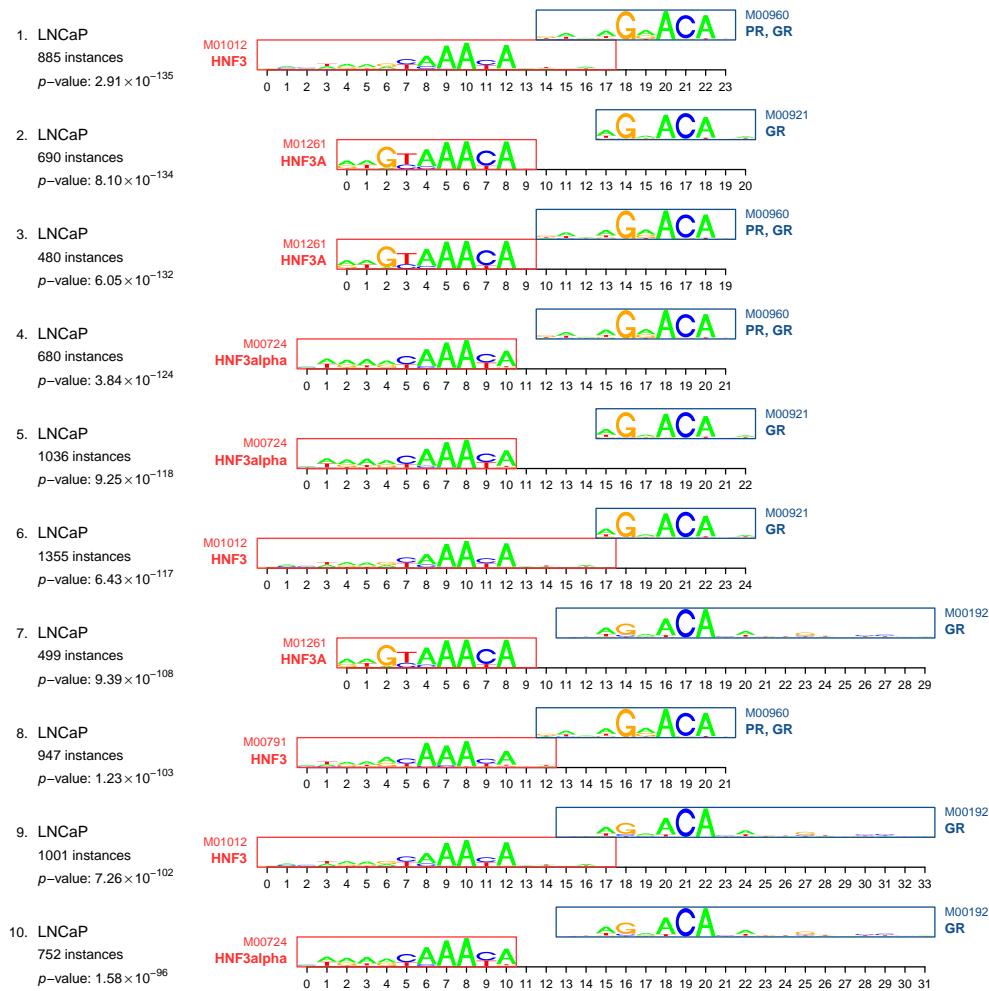 1. LNCaP
885 instances
p−value: 2.91×10−135
M01012
HNF3
M00960
PR, GR
0 1 2 3 4 5 6 7 8 9 10 11 12 13 14 15 16 17 18 19 20 21 22 23
2. LNCaP
690 instances
p−value: 8.10×10−134
M01261
HNF3A
M00921
GR
0 1 2 3 4 5 6 7 8 9 10 11 12 13 14 15 16 17 18 19 20
3. LNCaP
480 instances
p−value: 6.05×10−132
M01261
HNF3A
M00960
PR, GR
0 1 2 3 4 5 6 7 8 9 10 11 12 13 14 15 16 17 18 19
4. LNCaP
680 instances
p−value: 3.84×10−124
M00724
HNF3alpha
M00960
PR, GR
0 1 2 3 4 5 6 7 8 9 10 11 12 13 14 15 16 17 18 19 20 21
5. LNCaP
1036 instances
p−value: 9.25×10−118
M00724
HNF3alpha
M00921
GR
0 1 2 3 4 5 6 7 8 9 10 11 12 13 14 15 16 17 18 19 20 21 22
6. LNCaP
1355 instances
p−value: 6.43×10−117
M01012
HNF3
M00921
GR
0 1 2 3 4 5 6 7 8 9 10 11 12 13 14 15 16 17 18 19 20 21 22 23 24
7. LNCaP
499 instances
p−value: 9.39×10−108
M01261
HNF3A
M00192
GR
0 1 2 3 4 5 6 7 8 9 10 11 12 13 14 15 16 17 18 19 20 21 22 23 24 25 26 27 28 29
8. LNCaP
947 instances
p−value: 1.23×10−103
M00791
HNF3
M00960
PR, GR
0 1 2 3 4 5 6 7 8 9 10 11 12 13 14 15 16 17 18 19 20 21
9. LNCaP
1001 instances
p−value: 7.26×10−102
M01012
HNF3
M00192
GR
0 1 2 3 4 5 6 7 8 9 10 11 12 13 14 15 16 17 18 19 20 21 22 23 24 25 26 27 28 29 30 31 32 33
10. LNCaP
752 instances
p−value: 1.58×10−96
M00724
HNF3alpha
M00192
GR
0 1 2 3 4 5 6 7 8 9 10 11 12 13 14 15 16 17 18 19 20 21 22 23 24 25 26 27 28 29 30 31